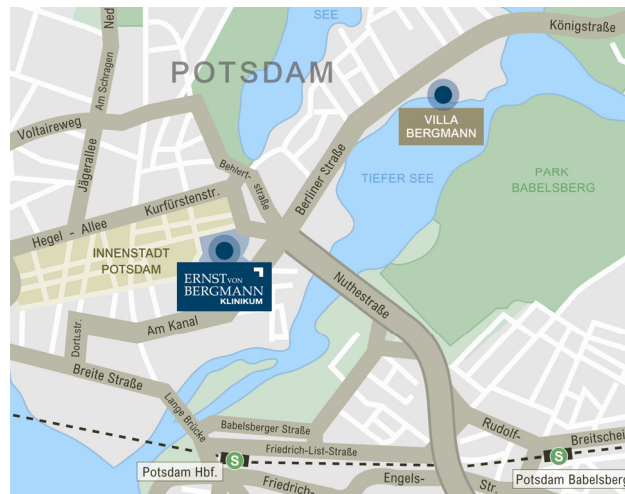 Ned
SEE
Königstraße
Am Schragen
POTSDAM
Voltaireweg
VILLA
BERGMANN
Jägerallee
Behlert-
straße
Berliner Straße
TIEFER SEE
PARK
BABELSBERG
Kurfürstenstr.
Hegel - Allee
INNENSTADT
POTSDAM
ERNST VON
BERGMANN
KLINIKUM
Nuthestraße
Am Kanal
Dortustr.
Breite Straße
Lange Brücke
Babelsberger Straße
Friedrich-List-Straße
Rudolf-
Breitschei
S
Potsdam Hbf.
S
Potsdam Babelsberg
Friedrich-
Engels-
Str.